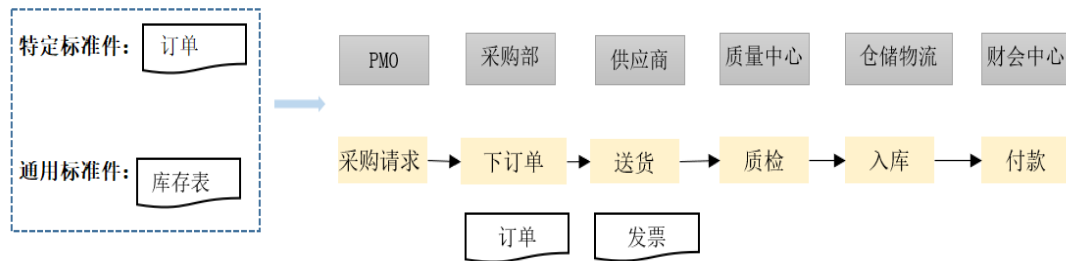 特定标准件： 订单
通用标准件： 库存表
PMO 采购部 供应商 质量中心 仓储物流 财会中心
采购请求 下订单 送货 质检 入库 付款
订单 发票